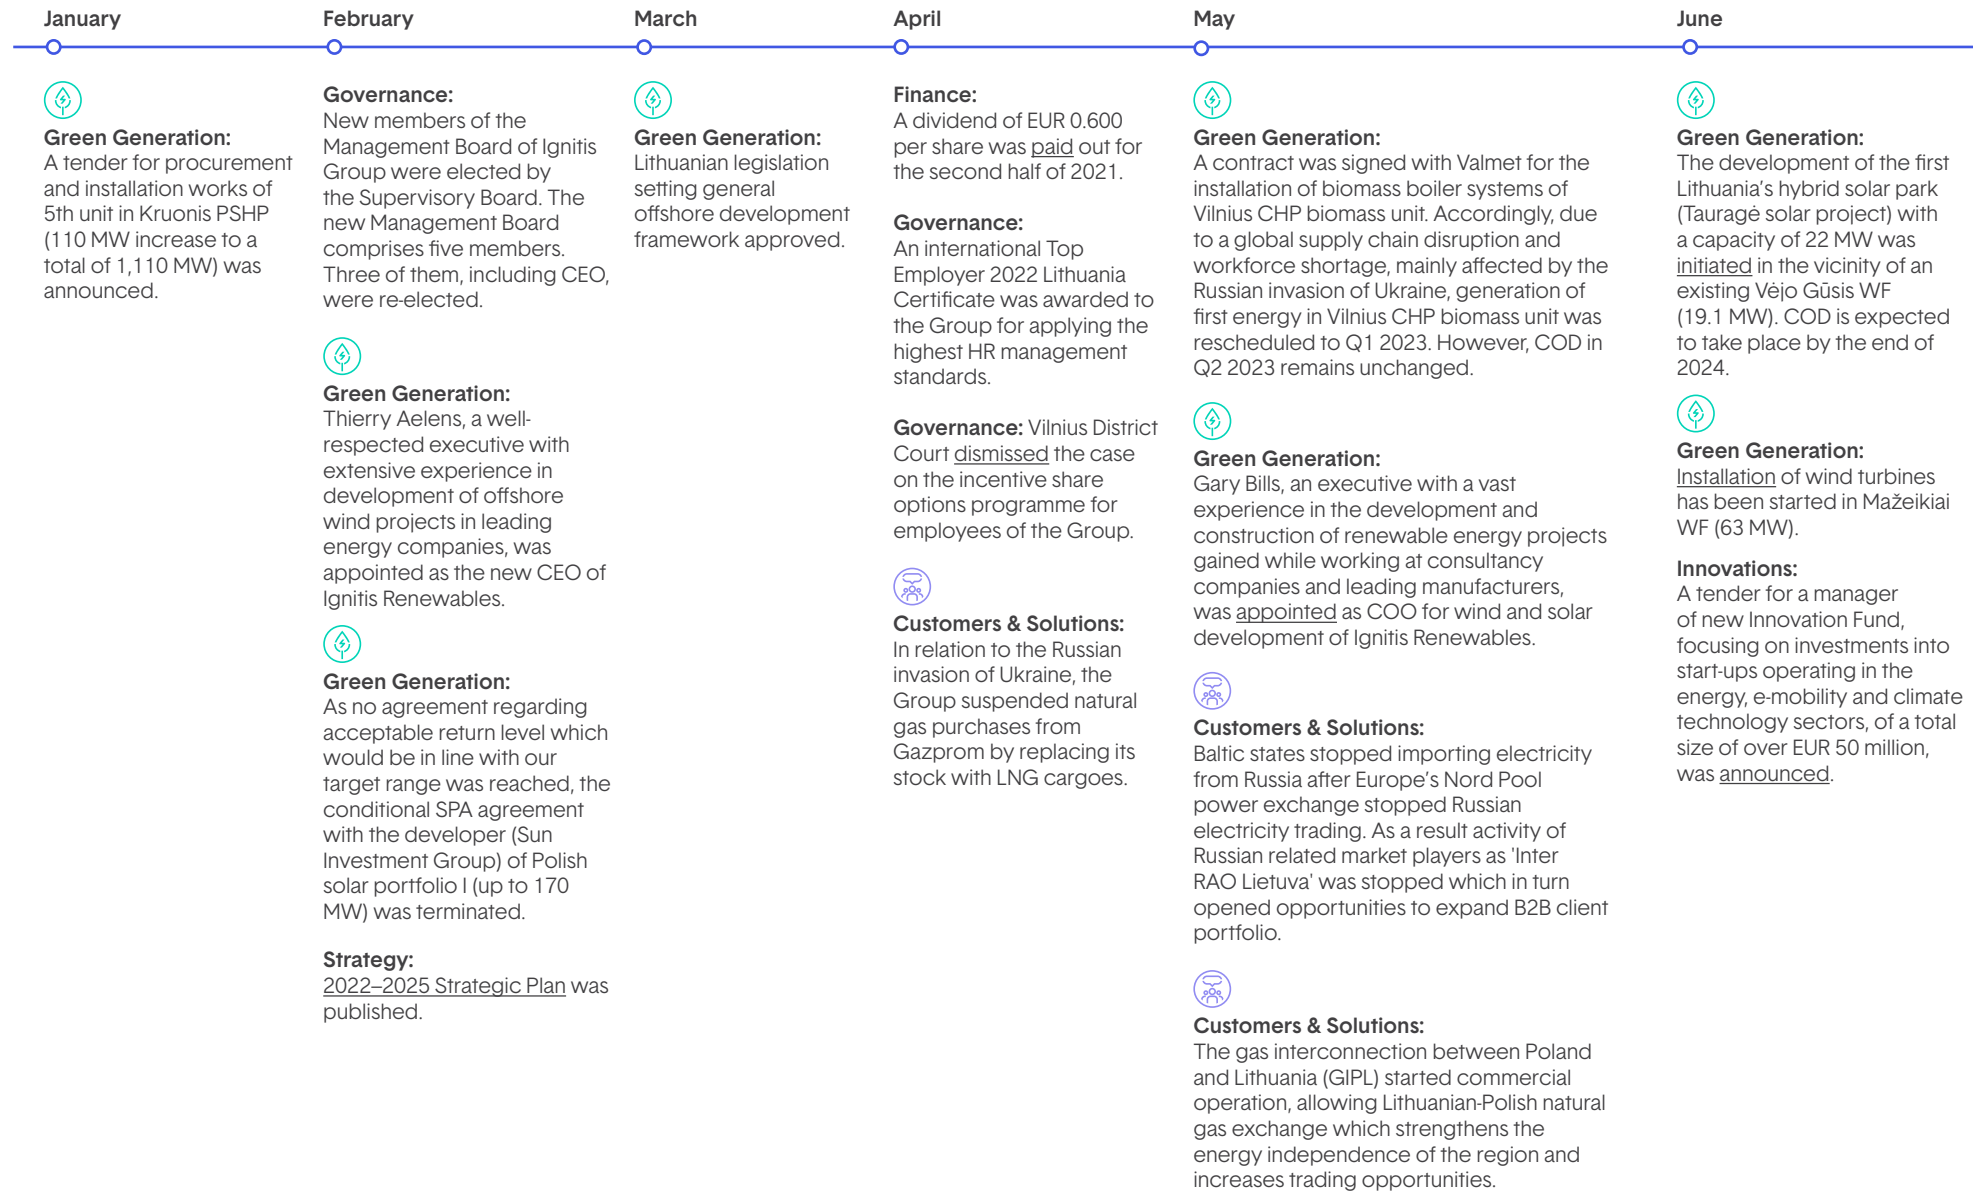 January
February
March
April
May
June
Green Generation:
A tender for procurement
and installation works of
5th unit in Kruonis PSHP
(110 MW increase to a
total of 1,110 MW) was
announced.
Governance:
New members of the
Management Board of Ignitis
Group were elected by
the Supervisory Board. The
new Management Board
comprises five members.
Three of them, including CEO,
were re-elected.
Green Generation:
Thierry Aelens, a well-
respected executive with
extensive experience in
development of offshore
wind projects in leading
energy companies, was
appointed as the new CEO of
Ignitis Renewables.
Green Generation:
As no agreement regarding
acceptable return level which
would be in line with our
target range was reached, the
conditional SPA agreement
with the developer (Sun
Investment Group) of Polish
solar portfolio I (up to 170
MW) was terminated.
Strategy:
2022–2025 Strategic Plan was
published.
Green Generation:
Lithuanian legislation
setting general
offshore development
framework approved.
Finance:
A dividend of EUR 0.600
per share was paid out for
the second half of 2021.
Governance:
An international Top
Employer 2022 Lithuania
Certificate was awarded to
the Group for applying the
highest HR management
standards.
Governance: Vilnius District
Court dismissed the case
on the incentive share
options programme for
employees of the Group.
Customers & Solutions:
In relation to the Russian
invasion of Ukraine, the
Group suspended natural
gas purchases from
Gazprom by replacing its
stock with LNG cargoes.
Green Generation:
A contract was signed with Valmet for the
installation of biomass boiler systems of
Vilnius CHP biomass unit. Accordingly, due
to a global supply chain disruption and
workforce shortage, mainly affected by the
Russian invasion of Ukraine, generation of
first energy in Vilnius CHP biomass unit was
rescheduled to Q1 2023. However, COD in
Q2 2023 remains unchanged.
Green Generation:
Gary Bills, an executive with a vast
experience in the development and
construction of renewable energy projects
gained while working at consultancy
companies and leading manufacturers,
was appointed as COO for wind and solar
development of Ignitis Renewables.
Customers & Solutions:
Baltic states stopped importing electricity
from Russia after Europe's Nord Pool
power exchange stopped Russian
electricity trading. As a result activity of
Russian related market players as 'Inter
RAO Lietuva' was stopped which in turn
opened opportunities to expand B2B client
portfolio.
Customers & Solutions:
The gas interconnection between Poland
and Lithuania (GIPL) started commercial
operation, allowing Lithuanian-Polish natural
gas exchange which strengthens the
energy independence of the region and
increases trading opportunities.
Green Generation:
The development of the first
Lithuania's hybrid solar park
(Tauragė solar project) with
a capacity of 22 MW was
initiated in the vicinity of an
existing Vėjo Gūsis WF
(19.1 MW). COD is expected
to take place by the end of
2024.
Green Generation:
Installation of wind turbines
has been started in Mažeikiai
WF (63 MW).
Innovations:
A tender for a manager
of new Innovation Fund,
focusing on investments into
start-ups operating in the
energy, e-mobility and climate
technology sectors, of a total
size of over EUR 50 million,
was announced.